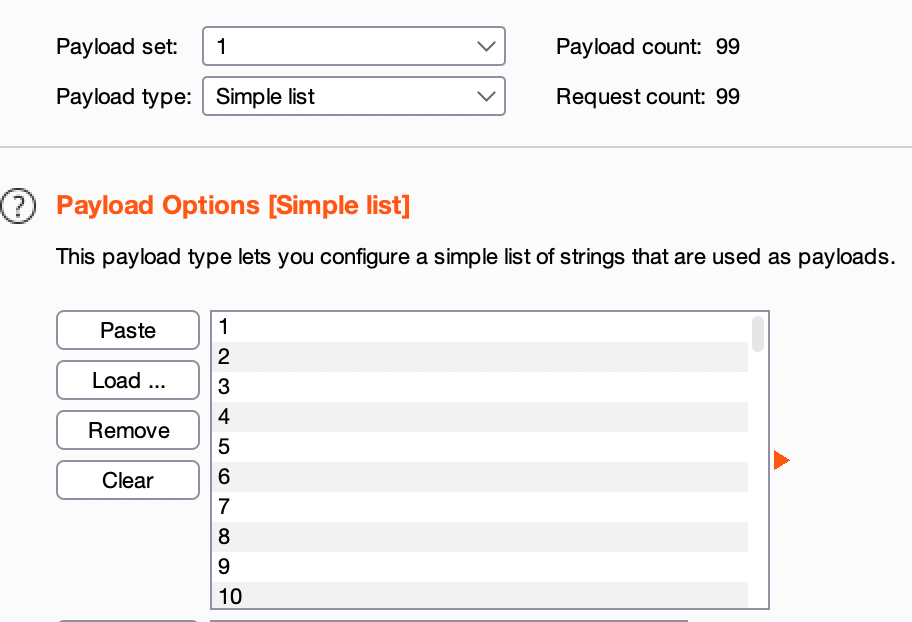 Payload set: 1 Payload count: 99
Payload type: Simple list Request count: 99
? Payload Options [Simple list]
This payload type lets you configure a simple list of strings that are used as payloads.
Paste
Load ...
Remove
Clear
1
2
3
4
5
6
7
8
9
10